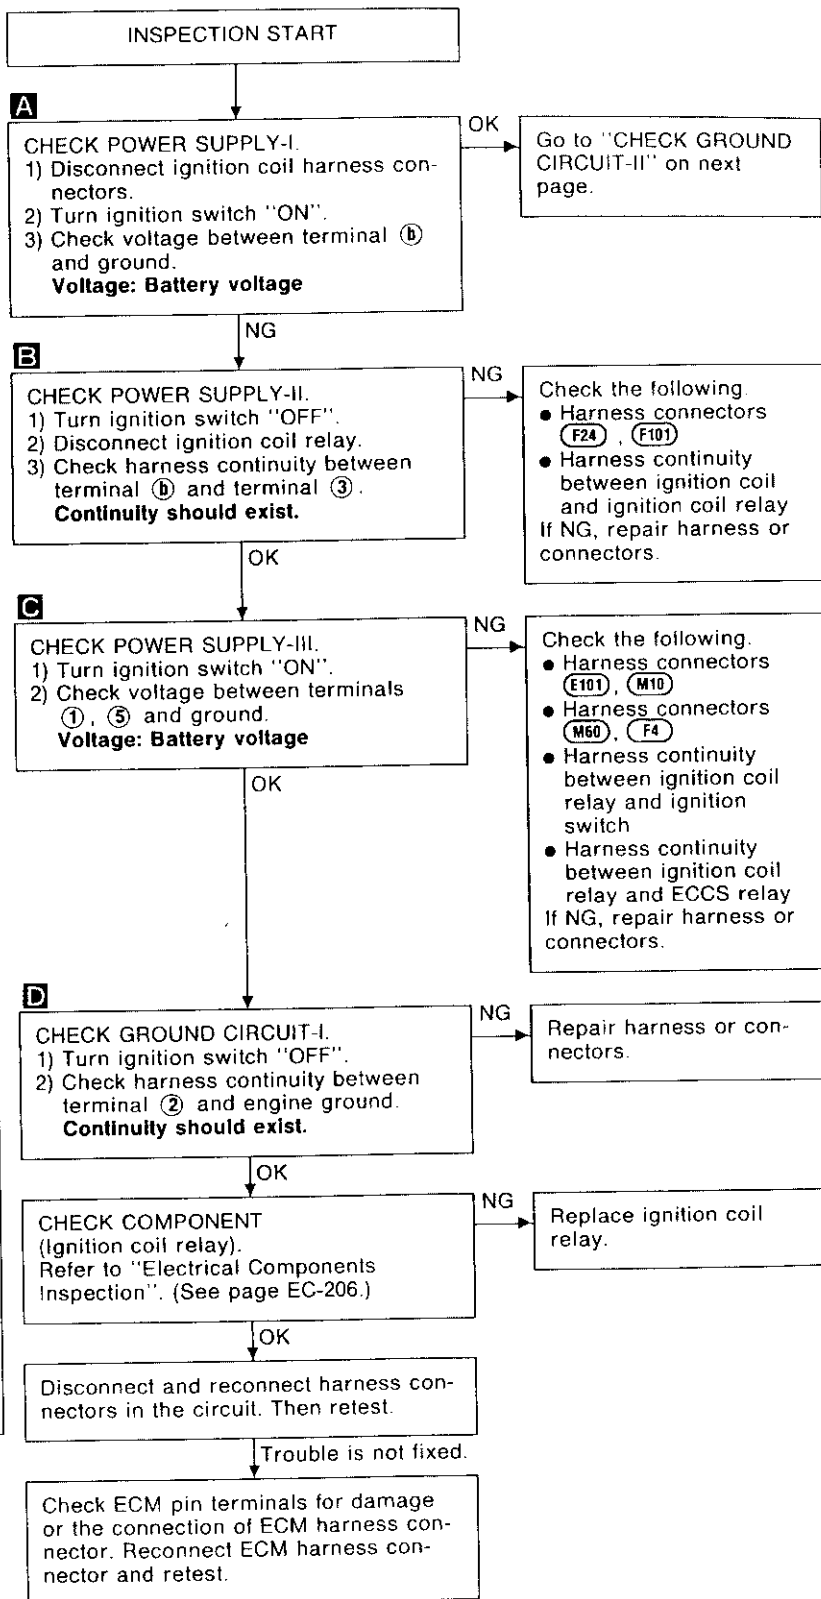 INSPECTION START
A
CHECK POWER SUPPLY-I.
1) Disconnect ignition coil harness con-
nectors.
2) Turn ignition switch "ON".
3) Check voltage between terminal ⓑ
and ground.
Voltage: Battery voltage
OK
Go to "CHECK GROUND
CIRCUIT-II" on next
page.
NG
B
CHECK POWER SUPPLY-II.
1) Turn ignition switch "OFF".
2) Disconnect ignition coil relay.
3) Check harness continuity between
terminal ⓑ and terminal ③.
Continuity should exist.
NG
Check the following.
● Harness connectors
F24 , F101
● Harness continuity
between ignition coil
and ignition coil relay
If NG, repair harness or
connectors.
OK
C
CHECK POWER SUPPLY-III.
1) Turn ignition switch "ON".
2) Check voltage between terminals
①, ⑤ and ground.
Voltage: Battery voltage
NG
Check the following.
● Harness connectors
E101, M10
● Harness connectors
M60, F4
● Harness continuity
between ignition coil
relay and ignition
switch
● Harness continuity
between ignition coil
relay and ECCS relay
If NG, repair harness or
connectors.
OK
D
CHECK GROUND CIRCUIT-I.
1) Turn ignition switch "OFF".
2) Check harness continuity between
terminal ② and engine ground.
Continuity should exist.
NG
Repair harness or con-
nectors.
OK
CHECK COMPONENT
(Ignition coil relay).
Refer to "Electrical Components
Inspection". (See page EC-206.)
NG
Replace ignition coil
relay.
OK
Disconnect and reconnect harness con-
nectors in the circuit. Then retest.
Trouble is not fixed.
Check ECM pin terminals for damage
or the connection of ECM harness con-
nector. Reconnect ECM harness con-
nector and retest.